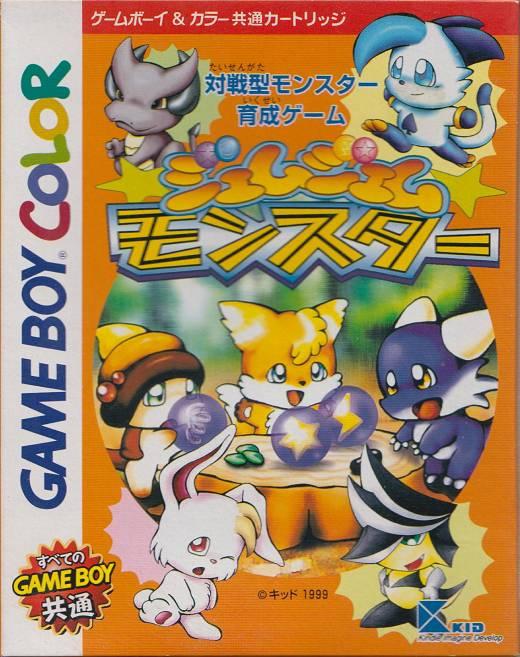 ゲームボーイ＆カラー共通カートリッジ
GAME BOY® COLOR
たいせんがた
対戦型モンスター
いくせい
育成ゲーム
ジェムジェム
モンスター
すべての
GAME BOY
共通
©キッド 1999
KID
Kindle Imagine Develop